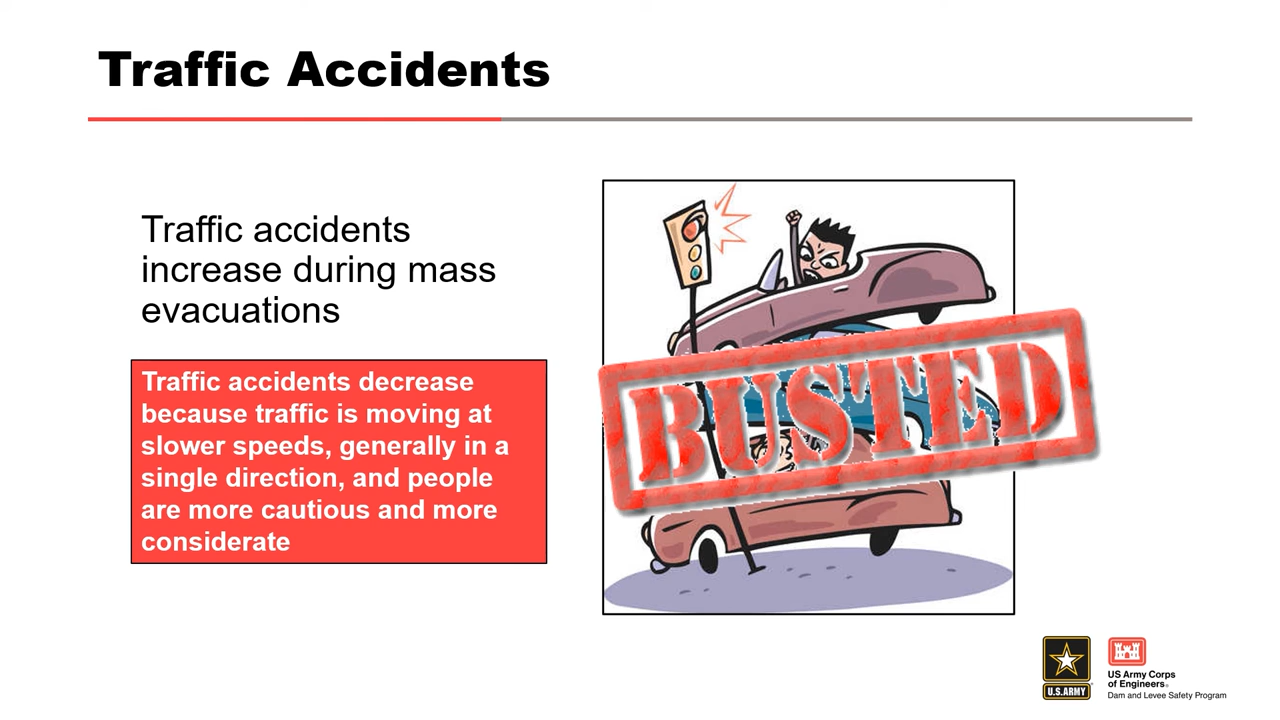 Traffic Accidents
Traffic accidents
increase during mass
evacuations
Traffic accidents decrease
because traffic is moving at
slower speeds, generally in a
single direction, and people
are more cautious and more
considerate
BUSTED
U.S.ARMY
US Army Corps
of Engineers®
Dam and Levee Safety Program